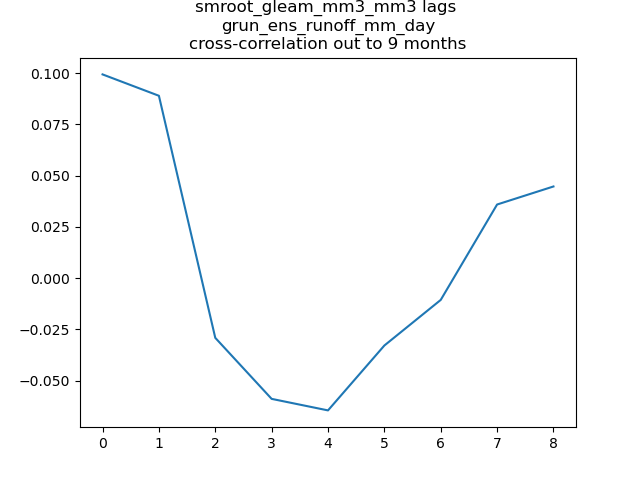 smroot_gleam_mm3_mm3 lags
grun_ens_runoff_mm_day
cross-correlation out to 9 months
0.100
0.075
0.050
0.025
0.000
−0.025
−0.050
0 1 2 3 4 5 6 7 8